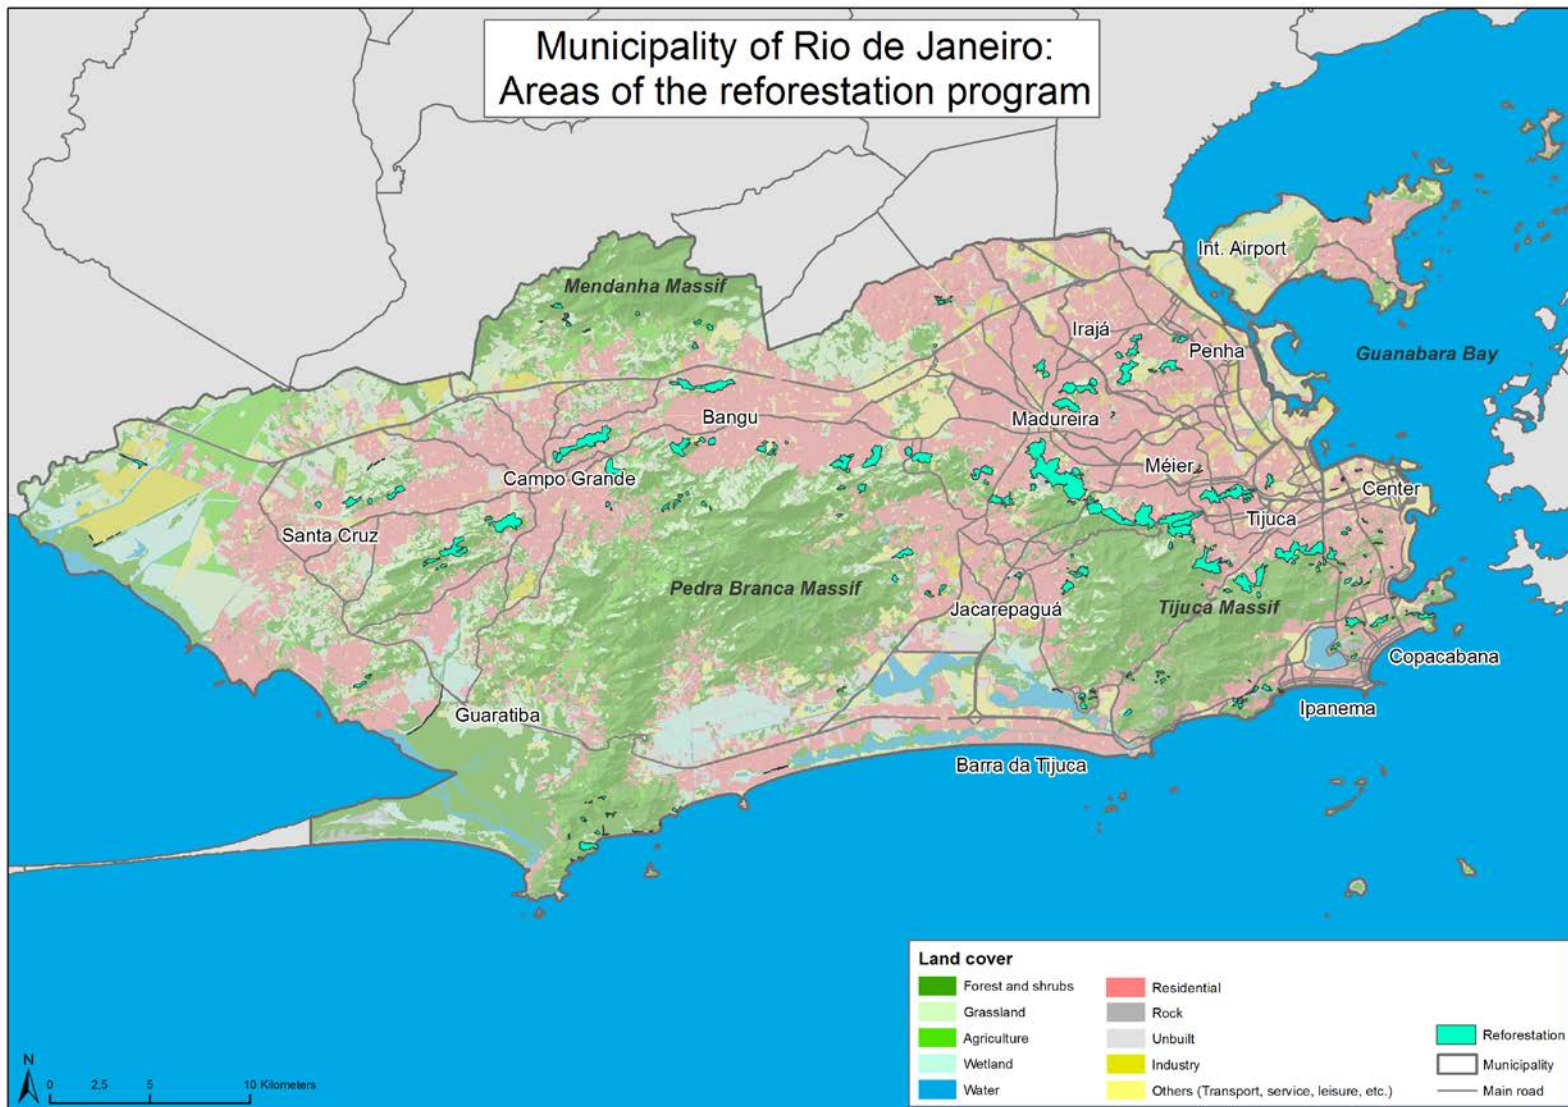 Municipality of Rio de Janeiro:
Areas of the reforestation program
Int. Airport
Mendanha Massif
Irajá
Penha
Guanabara Bay
Bangu
Madureira
Méier
Campo Grande
Center
Tijuca
Santa Cruz
Pedra Branca Massif
Jacarepaguá
Tijuca Massif
Copacabana
Guaratiba
Ipanema
Barra da Tijuca
Land cover
Forest and shrubs
Grassland
Agriculture
Wetland
Water
Residential
Rock
Unbuilt
Industry
Others (Transport, service, leisure, etc.)
Reforestation
Municipality
Main road
N
0 2,5 5 10 Kilometers